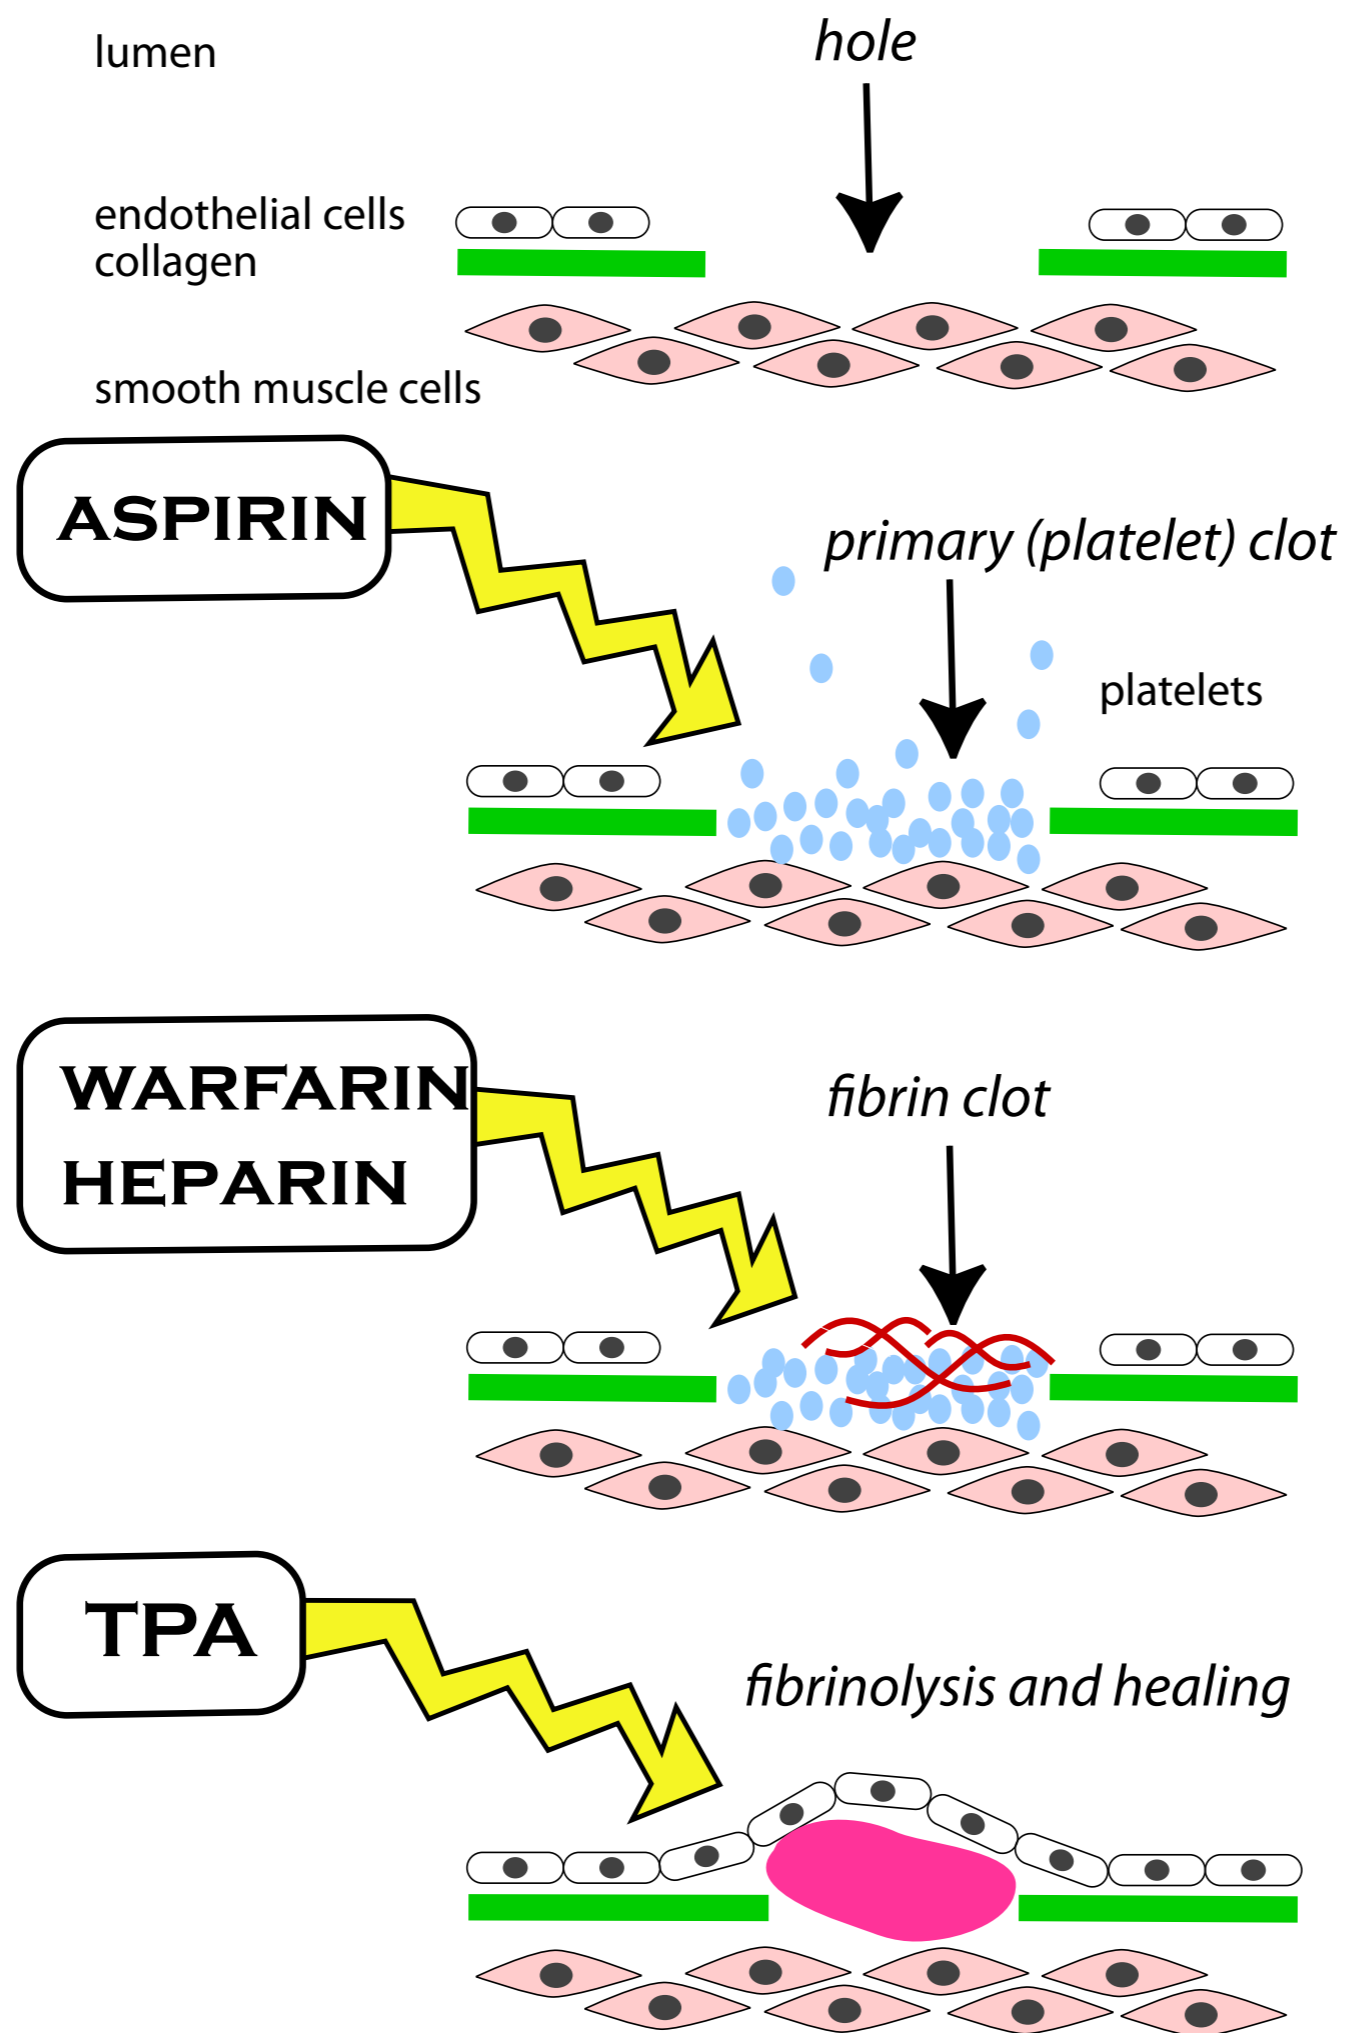 lumen
hole
endothelial cells
collagen
smooth muscle cells
ASPIRIN
primary (platelet) clot
platelets
WARFARIN
HEPARIN
fibrin clot
TPA
fibrinolysis and healing